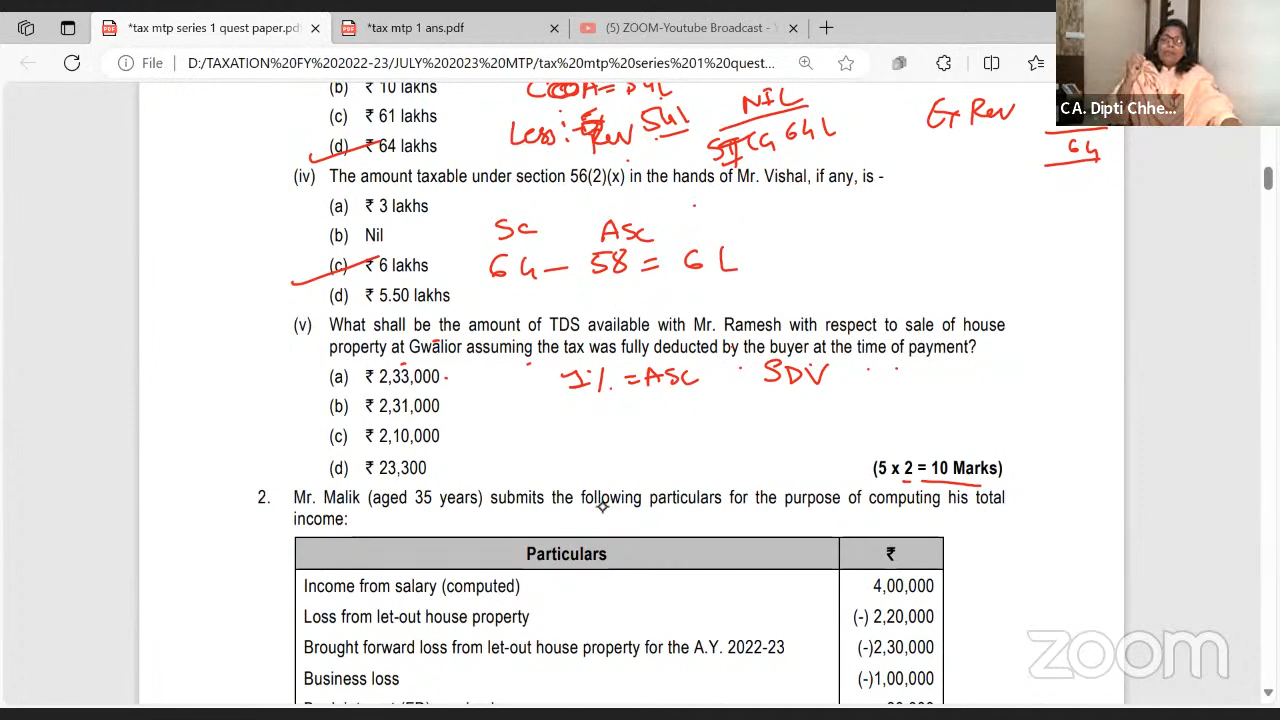 *tax mtp series 1 quest paper.pdf
*tax mtp 1 ans.pdf
(5) ZOOM-Youtube Broadcast - Y
File D:/TAXATION%20FY%202022-23/JULY%202023%20MTP/tax%20mtp%20series%201%20quest...
C A. Dipti Chhe...
(b) ₹ 10 lakhs
(c) ₹ 61 lakhs
(d) ₹ 64 lakhs
Less: Rev 54L
NIL
64L
Ex Rev
64
(iv) The amount taxable under section 56(2)(x) in the hands of Mr. Vishal, if any, is -
(a) ₹ 3 lakhs
(b) Nil
SC ASC
(c) ₹ 6 lakhs
64 – 58 = 6 L
(d) ₹ 5.50 lakhs
(v) What shall be the amount of TDS available with Mr. Ramesh with respect to sale of house
property at Gwalior assuming the tax was fully deducted by the buyer at the time of payment?
(a) ₹ 2,33,000
1% = ASC SDV
(b) ₹ 2,31,000
(c) ₹ 2,10,000
(d) ₹ 23,300
(5 x 2 = 10 Marks)
2. Mr. Malik (aged 35 years) submits the following particulars for the purpose of computing his total
income:
Particulars ₹
Income from salary (computed) 4,00,000
Loss from let-out house property (-) 2,20,000
Brought forward loss from let-out house property for the A.Y. 2022-23 (-)2,30,000
Business loss (-)1,00,000
zoom